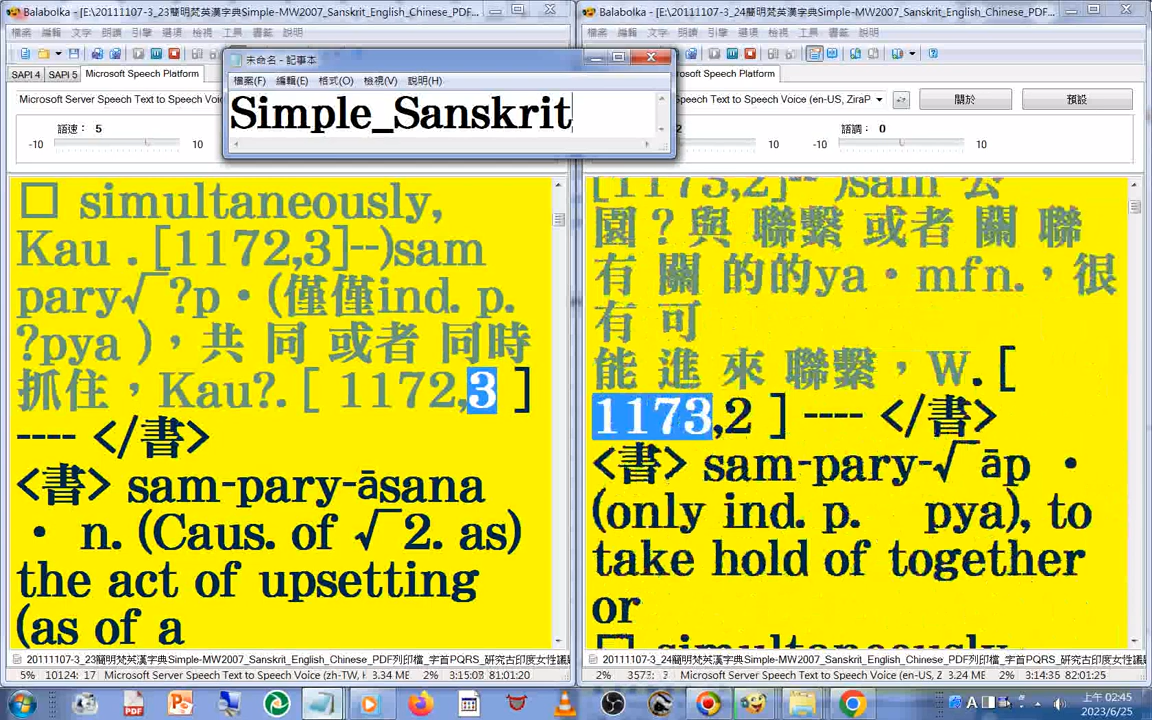 Balabolka - [E:\20111107-3_23簡明梵英漢字典Simple-MW2007_Sanskrit_English_Chinese_PDF...
檔案 編輯 文字 朗讀 引擎 選項 檢視 工具 書籤 說明
SAPI 4 SAPI 5 Microsoft Speech Platform
Microsoft Server Speech Text to Speech Voi
語速： 5
-10 10
□ simultaneously,
Kau . [1172,3]--)sam
pary√ ?p • (僅僅ind. p.
?pya )，共 同 或者 同時
抓住，Kau?. [ 1172,3 ]
---- </書>
<書> sam-pary-āsana
• n. (Caus. of √ 2. as)
the act of upsetting
(as of a
20111107-3_23簡明梵英漢字典Simple-MW2007_Sanskrit_English_Chinese_PDF列印檔_字首PQRS_研究古印度女性議
5% 10124: 17 Microsoft Server Speech Text to Speech Voice (zh-TW, H 3.34 MB 2% 3:15:03 81:01:20
未命名 - 記事本
檔案(F) 編輯(E) 格式(O) 檢視(V) 說明(H)
Simple_Sanskrit
Balabolka - [E:\20111107-3_24簡明梵英漢字典Simple-MW2007_Sanskrit_English_Chinese_PDF...
檔案 編輯 工具 書籤 說明
rosoft Speech Platform
eech Text to Speech Voice (en-US, ZiraP
關於
預設
2
語調： 0
10 -10 10
[1173,2]-- )sam 公
園？與 聯繫 或者 關 聯
有 關 的的ya • mfn.，很
有 可
能 進 來 聯繫，W. [
1173,2 ] ---- </書>
<書> sam-pary-√ āp •
(only ind. p. pya), to
take hold of together
or
□ simultaneously
20111107-3_24簡明梵英漢字典Simple-MW2007_Sanskrit_English_Chinese_PDF列印檔_字首PQRS_研究古印度女性議題
2% 3573: Microsoft Server Speech Text to Speech Voice (en-US, Z 3.24 MB 2% 3:14:35 81:01:25
上午 02:45
2023/6/25